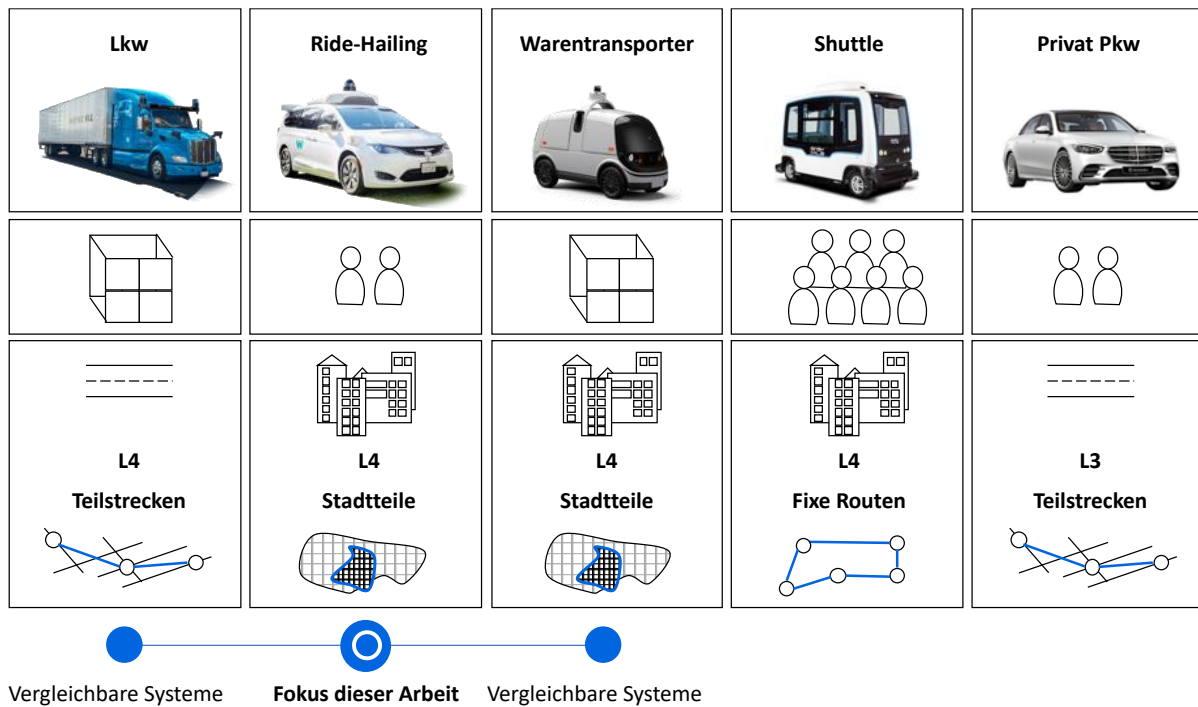 Lkw
Ride-Hailing
Warentransporter
Shuttle
Privat Pkw
L4
L4
L4
L4
L3
Teilstrecken
Stadtteile
Stadtteile
Fixe Routen
Teilstrecken
Vergleichbare Systeme
Fokus dieser Arbeit
Vergleichbare Systeme